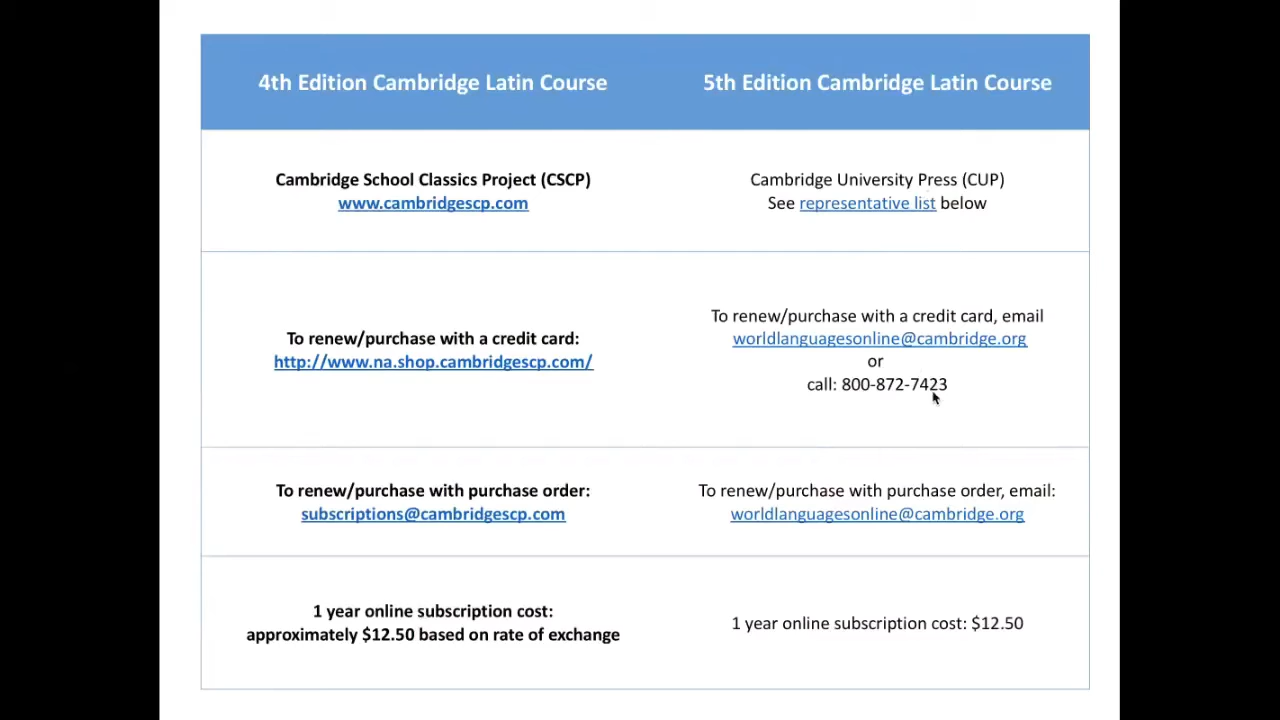 4th Edition Cambridge Latin Course
5th Edition Cambridge Latin Course
Cambridge School Classics Project (CSCP)
www.cambridgescp.com
Cambridge University Press (CUP)
See representative list below
To renew/purchase with a credit card:
http://www.na.shop.cambridgescp.com/
To renew/purchase with a credit card, email
worldlanguagesonline@cambridge.org
or
call: 800-872-7423
To renew/purchase with purchase order:
subscriptions@cambridgescp.com
To renew/purchase with purchase order, email:
worldlanguagesonline@cambridge.org
1 year online subscription cost:
approximately $12.50 based on rate of exchange
1 year online subscription cost: $12.50